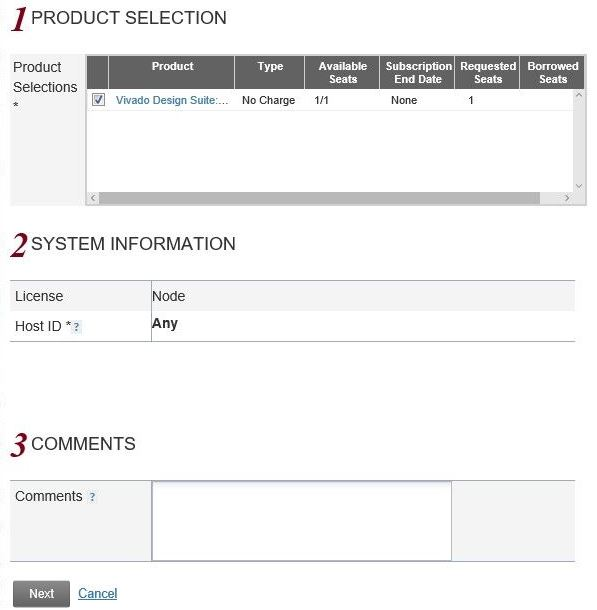 1 PRODUCT SELECTION
Product Selections *
Product Type Available Seats Subscription End Date Requested Seats Borrowed Seats
Vivado Design Suite:... No Charge 1/1 None 1
2 SYSTEM INFORMATION
License Node
Host ID * ? Any
3 COMMENTS
Comments ?
Next Cancel